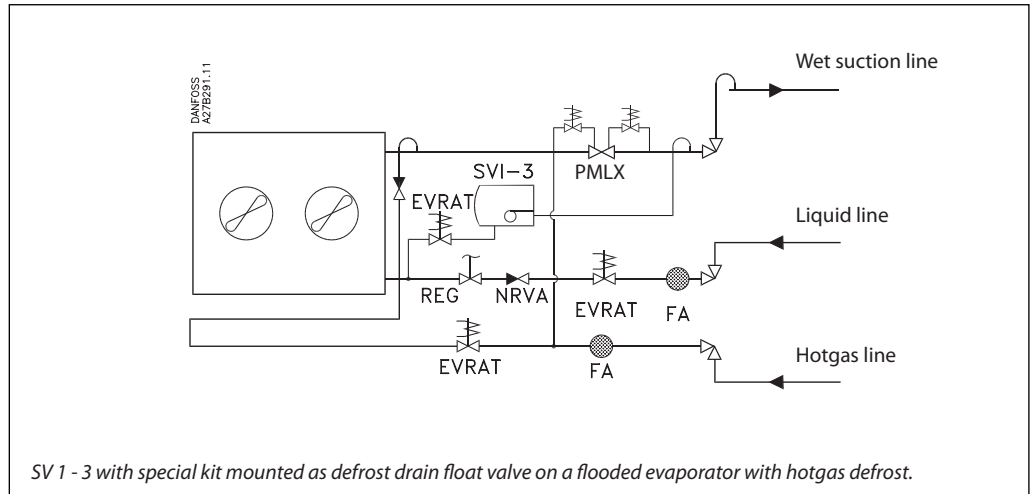 DANFOSS
A27B291.11
Wet suction line
SVI-3
PMLX
EVRAT
Liquid line
REG
NRVA
EVRAT
FA
EVRAT
FA
Hotgas line
SV 1 - 3 with special kit mounted as defrost drain float valve on a flooded evaporator with hotgas defrost.